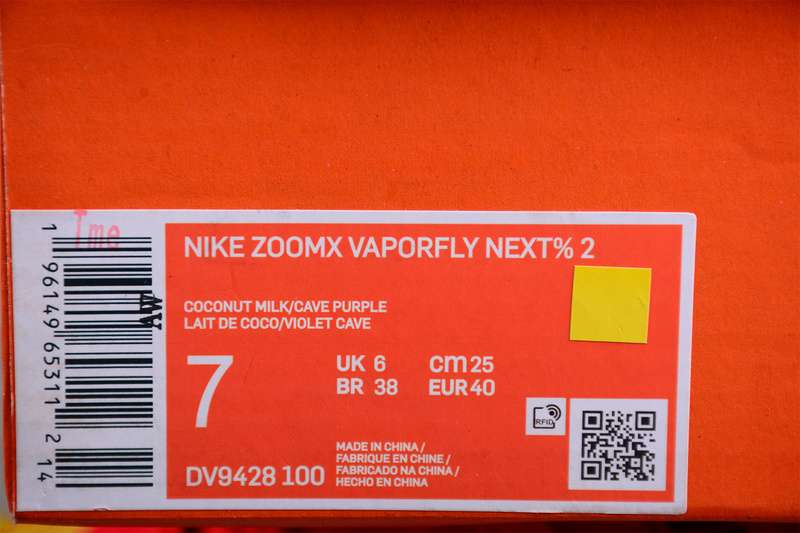 Tme
1 96149 65311 2 14
NIKE ZOOMX VAPORFLY NEXT% 2
COCONUT MILK/CAVE PURPLE
LAIT DE COCO/VIOLET CAVE
7
UK 6 cm 25
BR 38 EUR 40
RFID
DV9428 100
MADE IN CHINA /
FABRIQUE EN CHINE /
FABRICADO NA CHINA /
HECHO EN CHINA